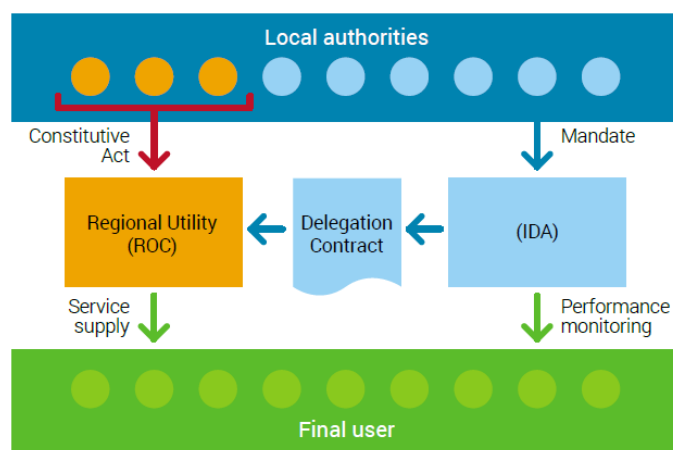 Local authorities
Constitutive
Act
Mandate
Regional Utility
(ROC)
Delegation
Contract
(IDA)
Service
supply
Performance
monitoring
Final user